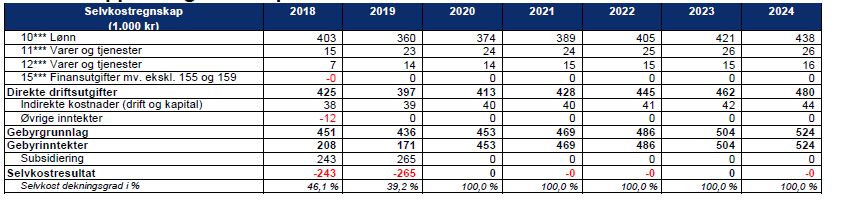 Selvkostregnskap 2018 2019 2020 2021 2022 2023 2024
(1.000 kr)
10*** Lønn 403 360 374 389 405 421 438
11*** Varer og tjenester 15 23 24 24 25 26 26
12*** Varer og tjenester 7 14 14 15 15 15 16
15*** Finansutgifter mv. ekskl. 155 og 159 -0 0 0 0 0 0 0
Direkte driftsutgifter 425 397 413 428 445 462 480
Indirekte kostnader (drift og kapital) 38 39 40 40 41 42 44
Øvrige inntekter -12 0 0 0 0 0 0
Gebyrgrunnlag 451 436 453 469 486 504 524
Gebyrinntekter 208 171 453 469 486 504 524
Subsidiering 243 265 0 0 0 0 0
Selvkostresultat -243 -265 0 -0 -0 0 -0
Selvkost dekningsgrad i % 46,1 % 39,2 % 100,0 % 100,0 % 100,0 % 100,0 % 100,0 %